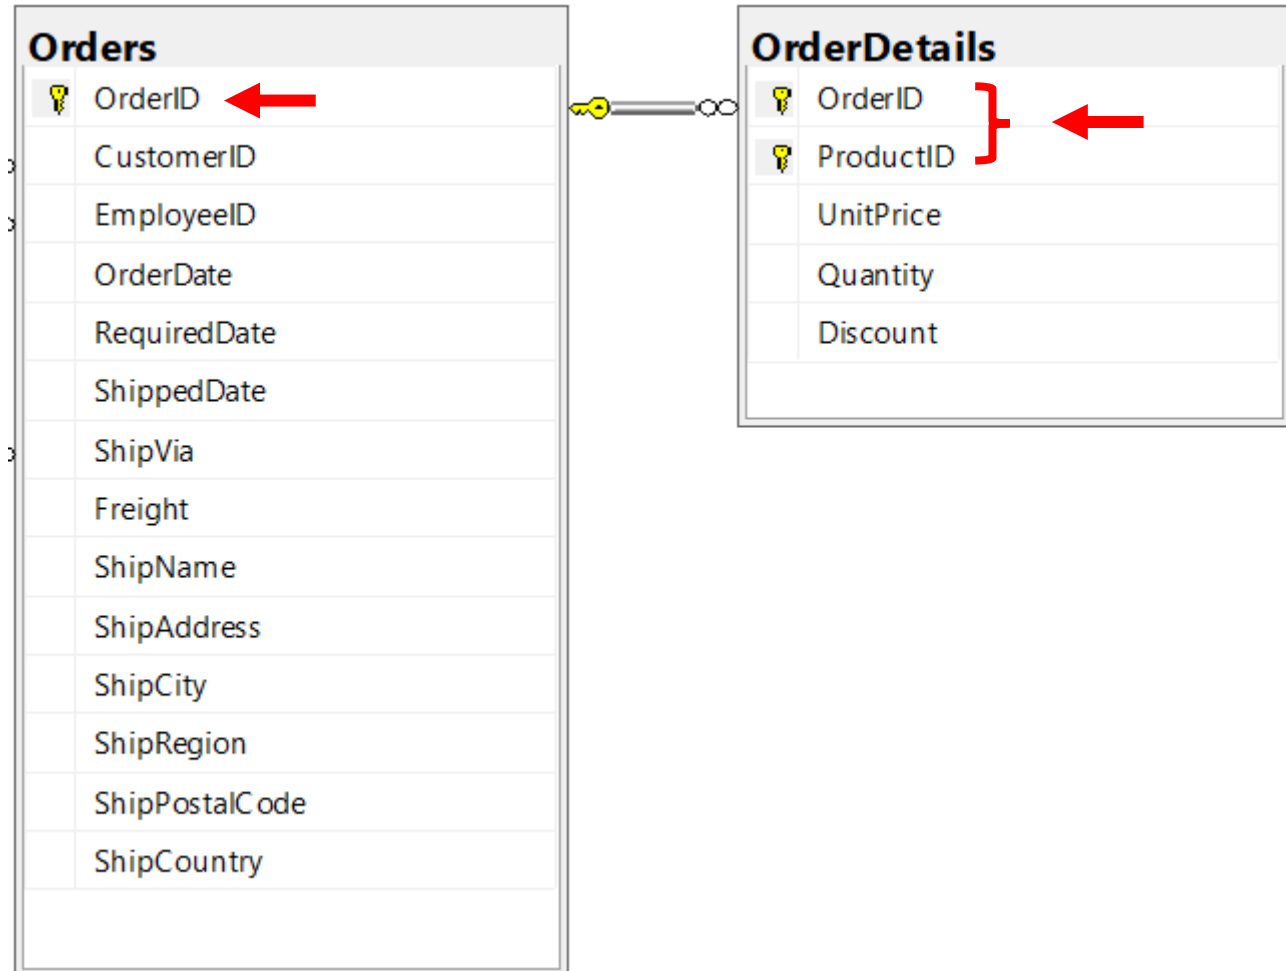 Orders
OrderID
CustomerID
EmployeeID
OrderDate
RequiredDate
ShippedDate
ShipVia
Freight
ShipName
ShipAddress
ShipCity
ShipRegion
ShipPostalCode
ShipCountry
OrderDetails
OrderID
ProductID
UnitPrice
Quantity
Discount